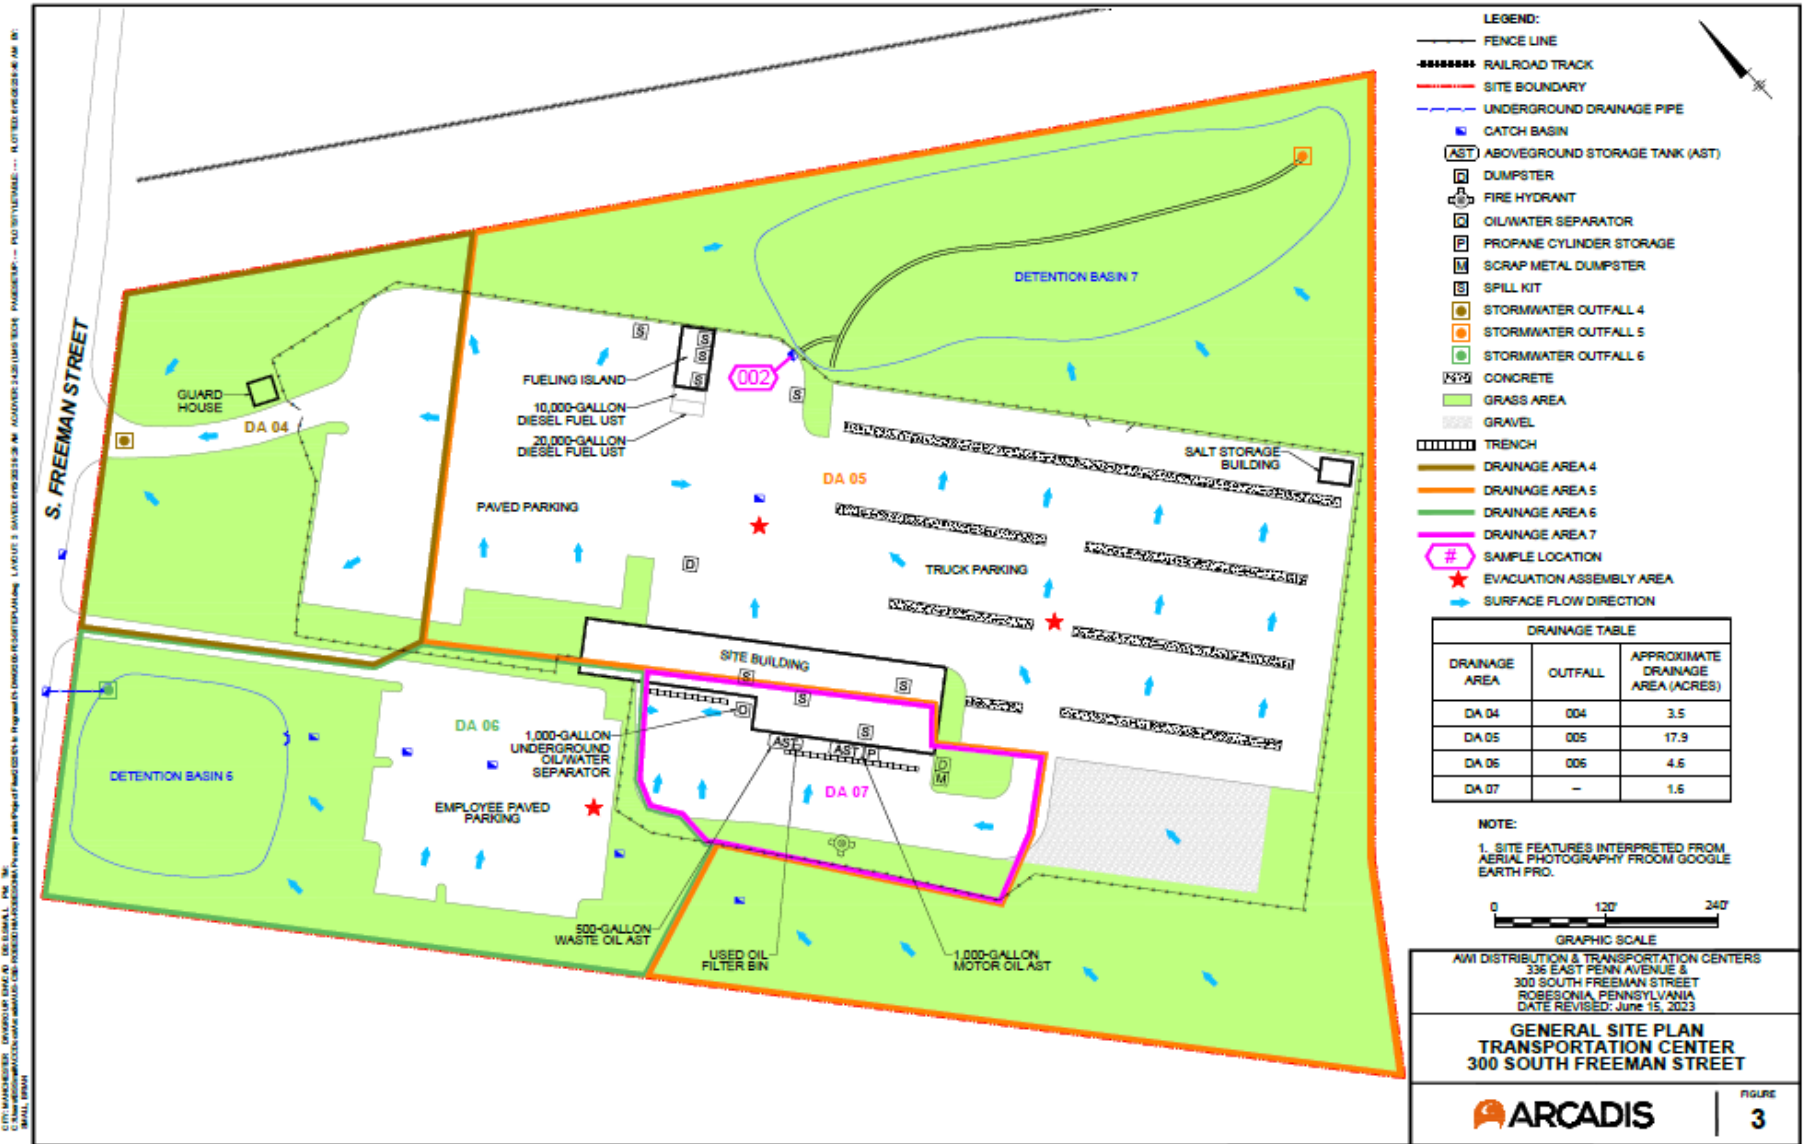 LEGEND:
FENCE LINE
RAILROAD TRACK
SITE BOUNDARY
UNDERGROUND DRAINAGE PIPE
CATCH BASIN
AST ABOVEGROUND STORAGE TANK (AST)
D DUMPSTER
FIRE HYDRANT
O OIL/WATER SEPARATOR
P PROPANE CYLINDER STORAGE
M SCRAP METAL DUMPSTER
S SPILL KIT
STORMWATER OUTFALL 4
STORMWATER OUTFALL 5
STORMWATER OUTFALL 6
CONCRETE
GRASS AREA
GRAVEL
TRENCH
DRAINAGE AREA 4
DRAINAGE AREA 5
DRAINAGE AREA 6
DRAINAGE AREA 7
# SAMPLE LOCATION
EVACUATION ASSEMBLY AREA
SURFACE FLOW DIRECTION
DRAINAGE TABLE
DRAINAGE AREA OUTFALL APPROXIMATE DRAINAGE AREA (ACRES)
DA 04 004 3.5
DA 05 005 17.9
DA 06 006 4.6
DA 07 – 1.6
NOTE:
1. SITE FEATURES INTERPRETED FROM
AERIAL PHOTOGRAPHY FROOM GOOGLE
EARTH PRO.
0 120' 240'
GRAPHIC SCALE
AWI DISTRIBUTION & TRANSPORTATION CENTERS
336 EAST PENN AVENUE &
300 SOUTH FREEMAN STREET
ROBESONIA, PENNSYLVANIA
DATE REVISED: June 15, 2023
GENERAL SITE PLAN
TRANSPORTATION CENTER
300 SOUTH FREEMAN STREET
ARCADIS
FIGURE
3
S. FREEMAN STREET
GUARD
HOUSE
DA 04
DETENTION BASIN 7
S
S
S
S
FUELING ISLAND
10,000-GALLON
DIESEL FUEL UST
20,000-GALLON
DIESEL FUEL UST
002
S
SALT STORAGE
BUILDING
DA 05
PAVED PARKING
D
TRUCK PARKING
SITE BUILDING
S
S
S
S
O
AST
AST
P
D
M
DA 06
1,000-GALLON
UNDERGROUND
OIL/WATER
SEPARATOR
DETENTION BASIN 6
EMPLOYEE PAVED
PARKING
DA 07
500-GALLON
WASTE OIL AST
USED OIL
FILTER BIN
1,000-GALLON
MOTOR OIL AST